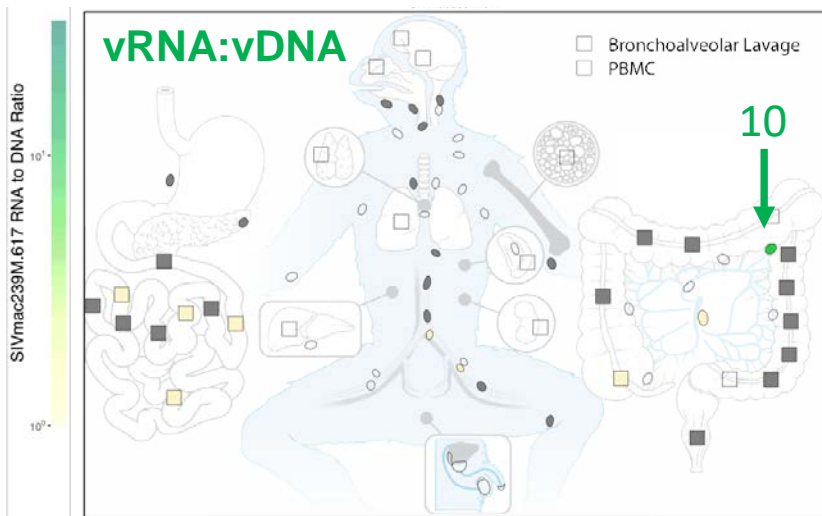 vRNA:vDNA
Bronchoalveolar Lavage
PBMC
10
SIVmac239M.617 RNA to DNA Ratio
10¹
10⁰